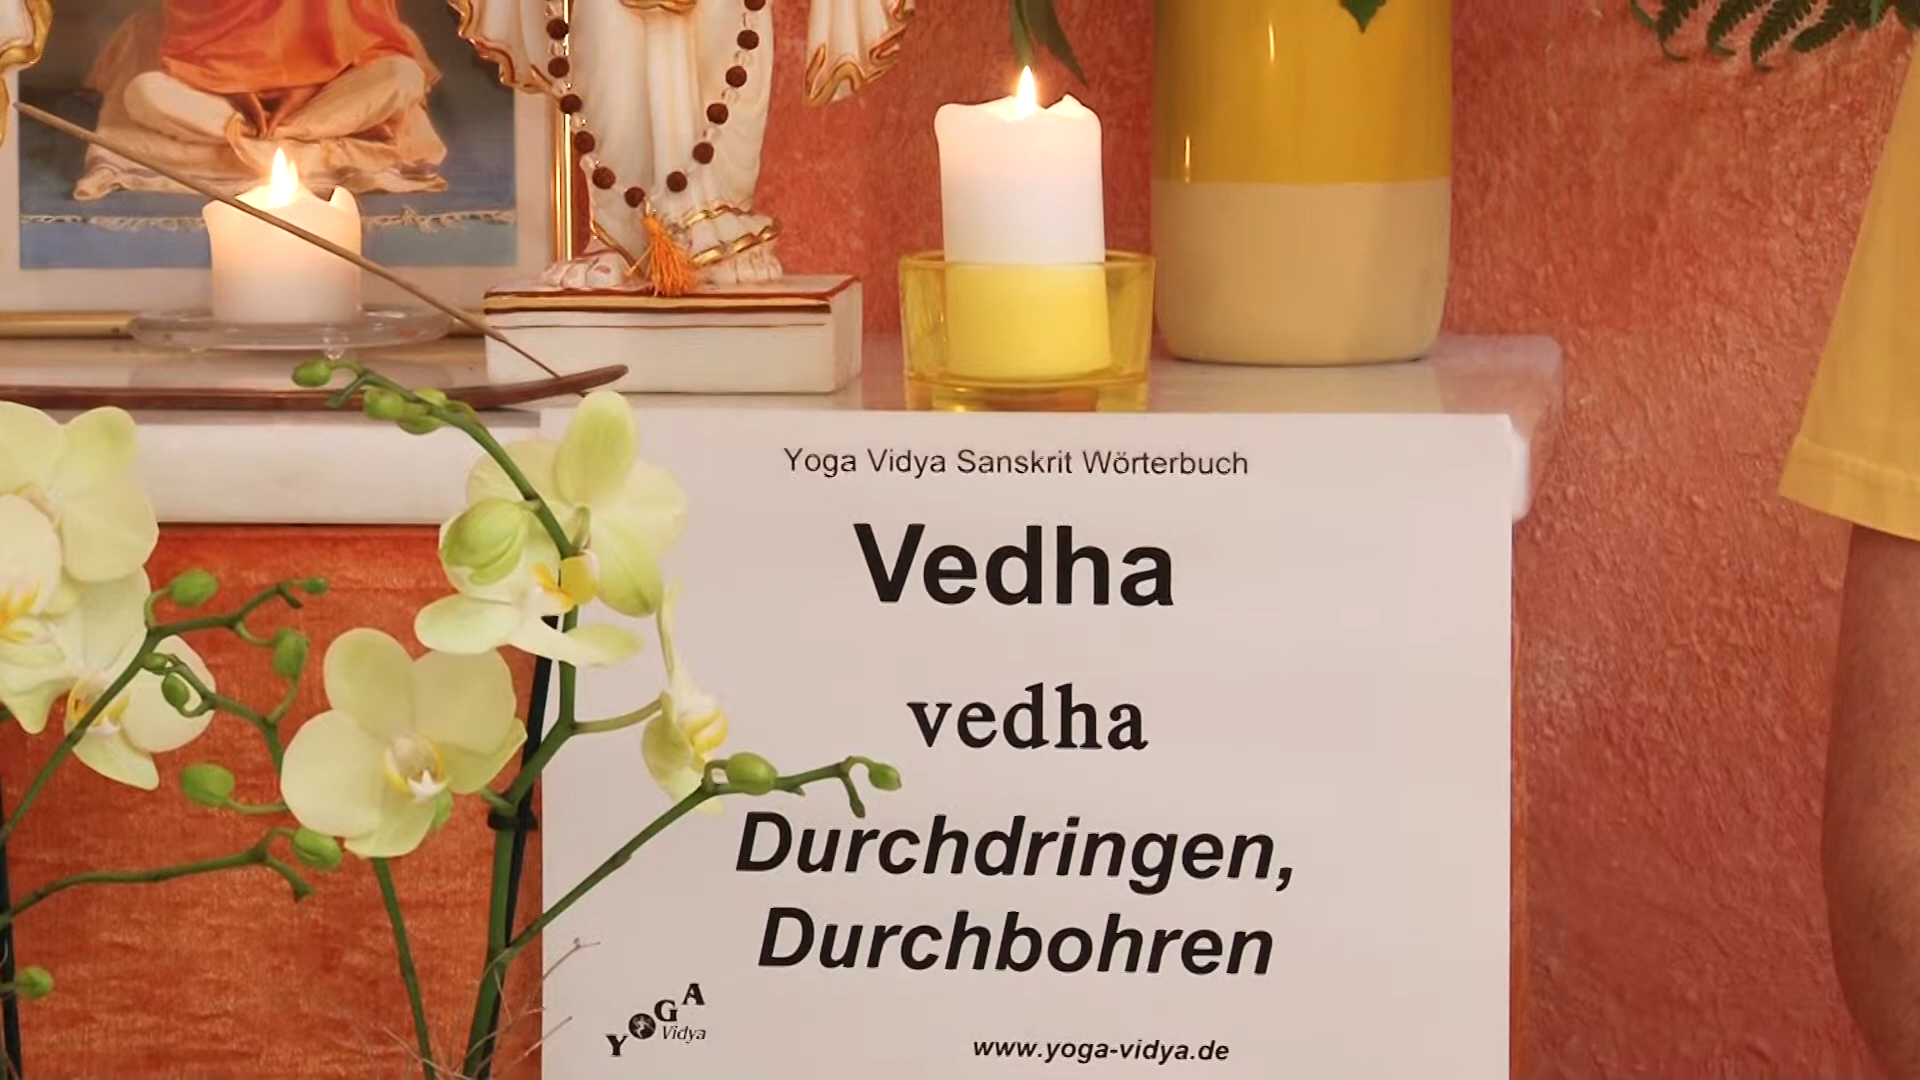 Yoga Vidya Sanskrit Wörterbuch
Vedha
vedha
Durchdringen,
Durchbohren
YOGA
Vidya
www.yoga-vidya.de